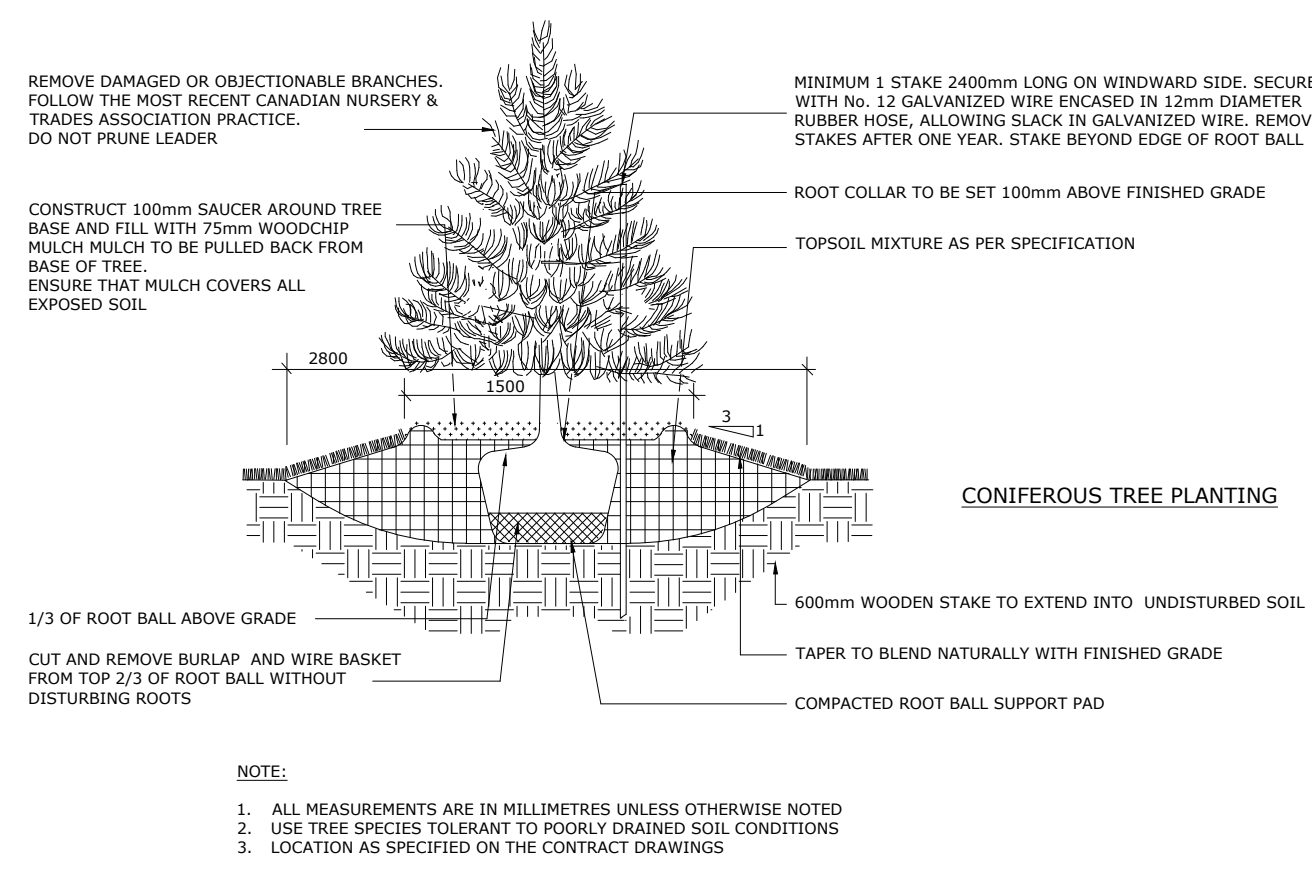 REMOVE DAMAGED OR OBJECTIONABLE BRANCHES.
FOLLOW THE MOST RECENT CANADIAN NURSERY &
TRADES ASSOCIATION PRACTICE.
DO NOT PRUNE LEADER
CONSTRUCT 100mm SAUCER AROUND TREE
BASE AND FILL WITH 75mm WOODCHIP
MULCH MULCH TO BE PULLED BACK FROM
BASE OF TREE.
ENSURE THAT MULCH COVERS ALL
EXPOSED SOIL
MINIMUM 1 STAKE 2400mm LONG ON WINDWARD SIDE. SECURE
WITH No. 12 GALVANIZED WIRE ENCASED IN 12mm DIAMETER
RUBBER HOSE, ALLOWING SLACK IN GALVANIZED WIRE. REMOV
STAKES AFTER ONE YEAR. STAKE BEYOND EDGE OF ROOT BALL
ROOT COLLAR TO BE SET 100mm ABOVE FINISHED GRADE
TOPSOIL MIXTURE AS PER SPECIFICATION
2800
1500
3
1
CONIFEROUS TREE PLANTING
1/3 OF ROOT BALL ABOVE GRADE
CUT AND REMOVE BURLAP AND WIRE BASKET
FROM TOP 2/3 OF ROOT BALL WITHOUT
DISTURBING ROOTS
600mm WOODEN STAKE TO EXTEND INTO UNDISTURBED SOIL
TAPER TO BLEND NATURALLY WITH FINISHED GRADE
COMPACTED ROOT BALL SUPPORT PAD
NOTE:
1. ALL MEASUREMENTS ARE IN MILLIMETRES UNLESS OTHERWISE NOTED
2. USE TREE SPECIES TOLERANT TO POORLY DRAINED SOIL CONDITIONS
3. LOCATION AS SPECIFIED ON THE CONTRACT DRAWINGS